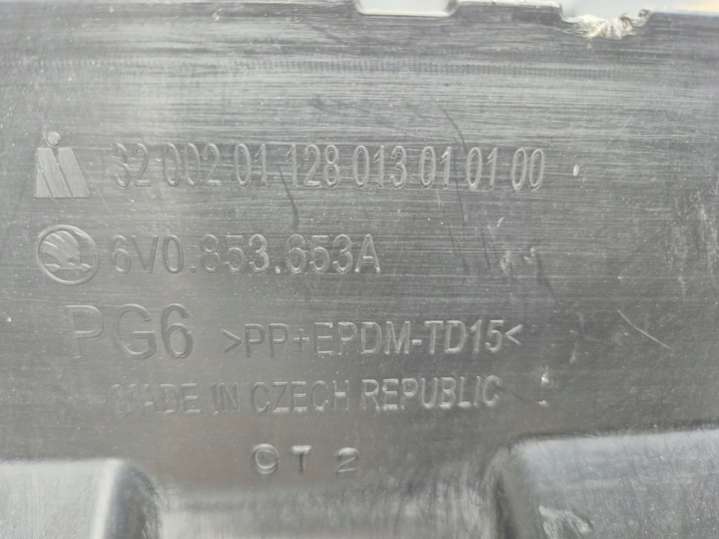 32 002 01 128 013 01 01 00
6V0.853.653A
PG6 >PP+EPDM-TD15<
MADE IN CZECH REPUBLIC
CT 2